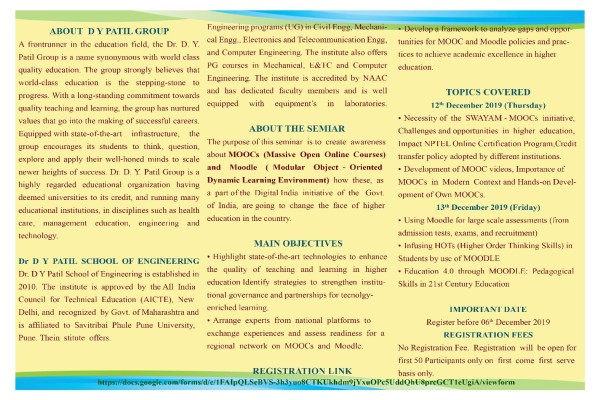 ABOUT D Y PATIL GROUP
A frontrunner in the education field, the Dr. D. Y.
Patil Group is a name synonymous with world class
quality education. The group strongly believes that
world-class education is the stepping-stone to
progress. With a long-standing commitment towards
quality teaching and learning, the group has nurtured
values that go into the making of successful careers.
Equipped with state-of-the-art infrastructure, the
group encourages its students to think, question,
explore and apply their well-honed minds to scale
newer heights of success. Dr. D. Y. Patil Group is a
highly regarded educational organization having
deemed universities to its credit, and running many
educational institutions, in disciplines such as health
care, management education, engineering and
technology.
Dr D Y PATIL SCHOOL OF ENGINEERING
Dr. D Y Patil School of Engineering is established in
2010. The institute is approved by the All India
Council for Technical Education (AICTE), New
Delhi, and recognized by Govt. of Maharashtra and
is affiliated to Savitribai Phule Pune University,
Pune. The in stitute offers
Engineering programs (UG) in Civil Engg, Mechani-
cal Engg., Electronics and Telecommunication Engg,
and Computer Engineering. The institute also offers
PG courses in Mechanical, E&TC and Computer
Engineering. The institute is accredited by NAAC
and has dedicated faculty members and is well
equipped with equipment's in laboratories.
ABOUT THE SEMIAR
The purpose of this seminar is to create awareness
about MOOCs (Massive Open Online Courses)
and Moodle ( Modular Object - Oriented
Dynamic Learning Environment) how these, as
a part of the Digital India initiative of the Govt.
of India, are going to change the face of higher
education in the country.
MAIN OBJECTIVES
• Highlight state-of-the-art technologies to enhance
the quality of teaching and learning in higher
education Identify strategies to strengthen institu-
tional governance and partnerships for tecnolgy-
enriched learning.
• Arrange experts from national platforms to
exchange experiences and assess readiness for a
regional network on MOOCs and Moodle.
REGISTRATION LINK
• Develop a framework to analyze gaps and oppor-
tunities for MOOC and Moodle policies and prac-
tices to achieve academic excellence in higher
education.
TOPICS COVERED
12th December 2019 (Thursday)
• Necessity of the SWAYAM - MOOCs initiative,
Challenges and opportunities in higher education,
Impact NPTEL Online Certification Program,Credit
transfer policy adopted by different institutions.
• Development of MOOC videos, Importance of
MOOCs in Modern Context and Hands-on Devel-
opment of Own MOOCs.
13th December 2019 (Friday)
• Using Moodle for large scale assessments (from
admission tests, exams, and recruitment)
• Infusing HOTs (Higher Order Thinking Skills) in
Students by use of MOODLE
• Education 4.0 through MOODLE: Pedagogical
Skills in 21st Century Education
IMPORTANT DATE
Register before 06th December 2019
REGISTRATION FEES
No Registration Fee. Registration will be open for
first 50 Participants only on first come first serve
basis only.